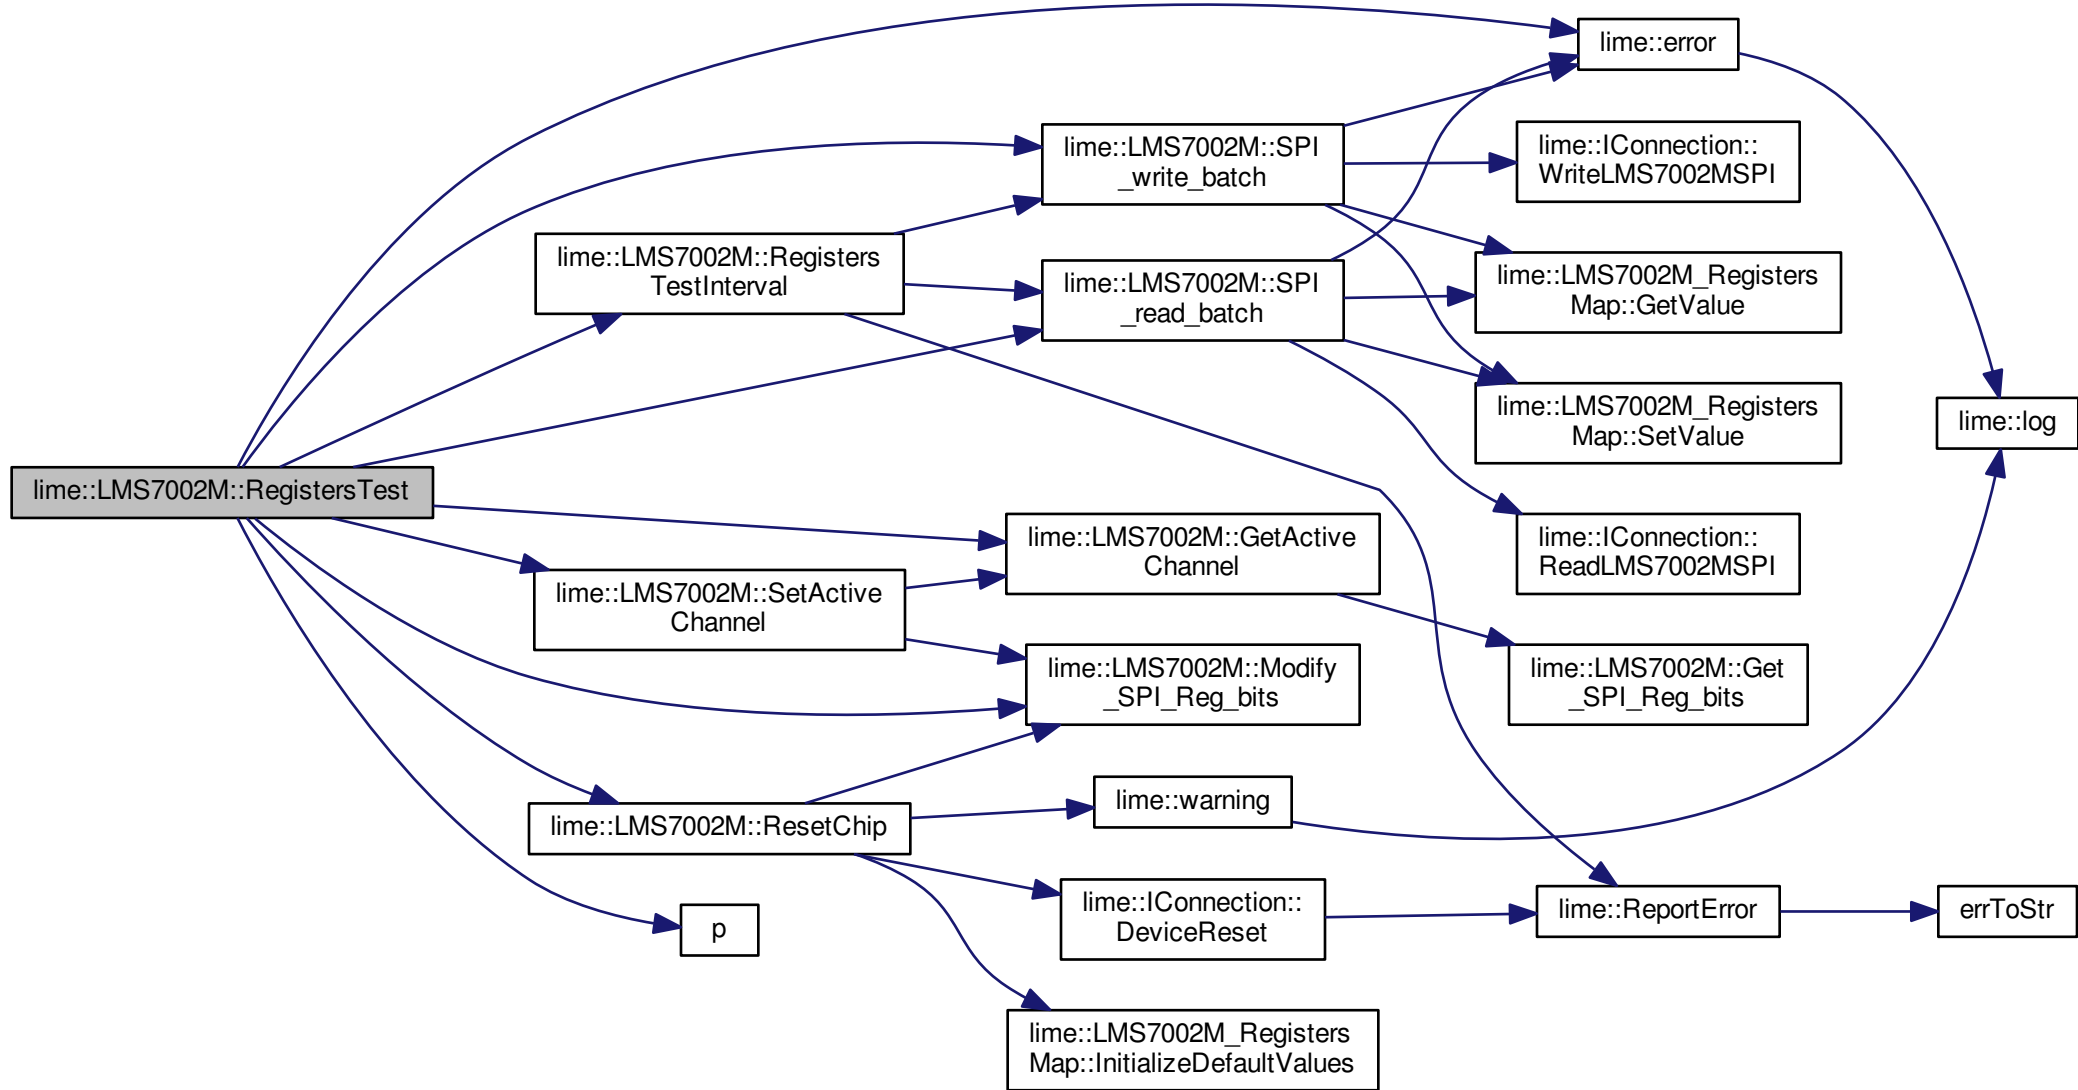 lime::error
lime::LMS7002M::SPI
_write_batch
lime::IConnection::
WriteLMS7002MSPI
lime::LMS7002M::Registers
TestInterval
lime::LMS7002M::SPI
_read_batch
lime::LMS7002M_Registers
Map::GetValue
lime::LMS7002M_Registers
Map::SetValue
lime::log
lime::LMS7002M::RegistersTest
lime::LMS7002M::GetActive
Channel
lime::IConnection::
ReadLMS7002MSPI
lime::LMS7002M::SetActive
Channel
lime::LMS7002M::Modify
_SPI_Reg_bits
lime::LMS7002M::Get
_SPI_Reg_bits
lime::warning
lime::LMS7002M::ResetChip
lime::IConnection::
DeviceReset
lime::ReportError
errToStr
p
lime::LMS7002M_Registers
Map::InitializeDefaultValues